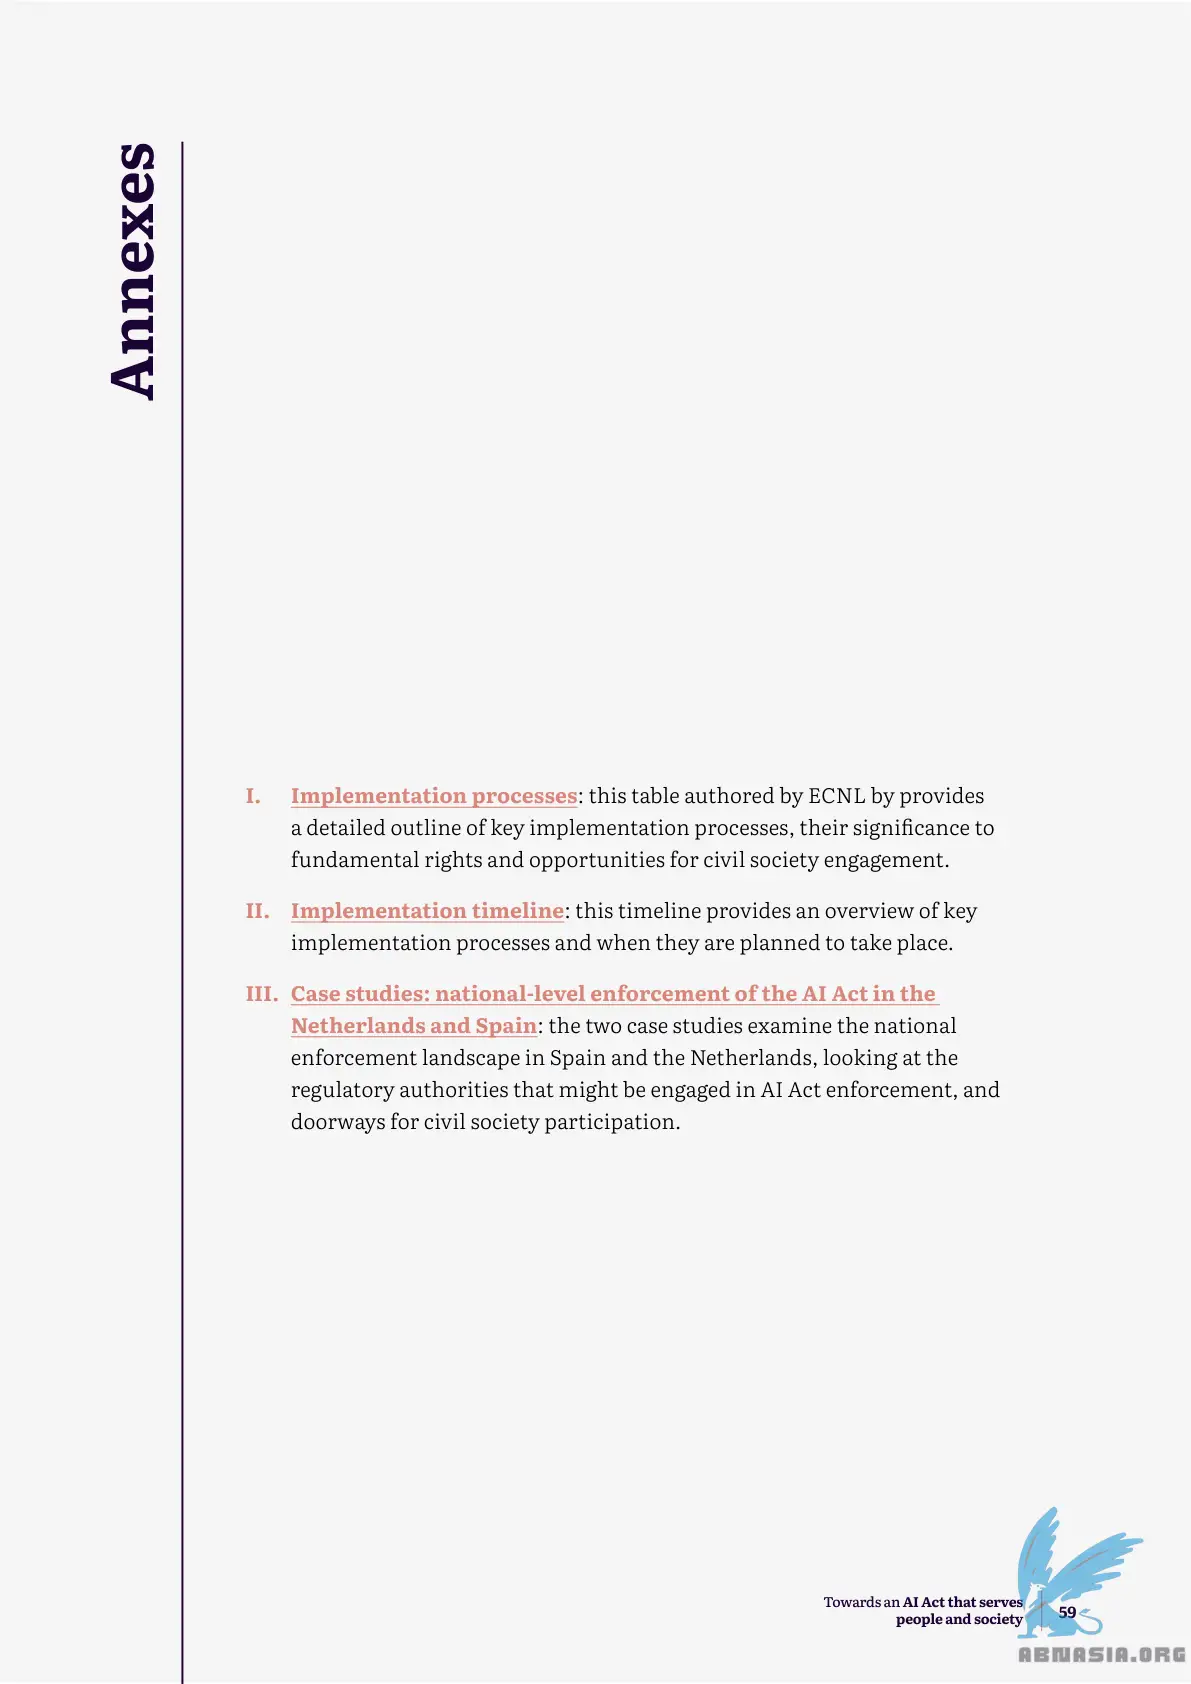 Annexes
I. Implementation processes: this table authored by ECNL by provides
a detailed outline of key implementation processes, their significance to
fundamental rights and opportunities for civil society engagement.
II. Implementation timeline: this timeline provides an overview of key
implementation processes and when they are planned to take place.
III. Case studies: national-level enforcement of the AI Act in the
Netherlands and Spain: the two case studies examine the national
enforcement landscape in Spain and the Netherlands, looking at the
regulatory authorities that might be engaged in AI Act enforcement, and
doorways for civil society participation.
Towards an AI Act that serves
people and society
59
ABNASIA.ORG